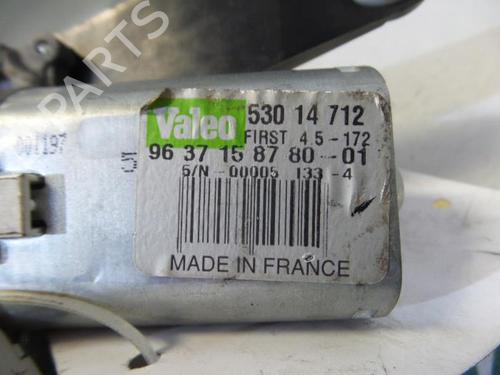 PARTS
Valeo
530 14 712
FIRST 4.5-172
96 37 15 87 80-01
S/N -00005 133-4
MADE IN FRANCE
001197